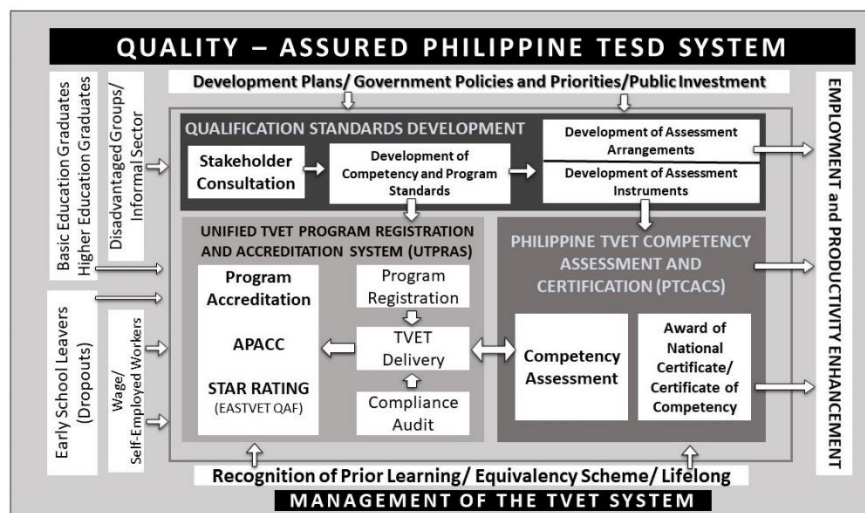 QUALITY – ASSURED PHILIPPINE TESD SYSTEM
Development Plans/ Government Policies and Priorities/Public Investment
Basic Education Graduates
Higher Education Graduates
Disadvantaged Groups/
Informal Sector
Early School Leavers
(Dropouts)
Wage/
Self-Employed Workers
QUALIFICATION STANDARDS DEVELOPMENT
Stakeholder
Consultation
Development of
Competency and Program
Standards
Development of Assessment
Arrangements
Development of Assessment
Instruments
UNIFIED TVET PROGRAM REGISTRATION
AND ACCREDITATION SYSTEM (UTPRAS)
Program
Accreditation
APACC
STAR RATING
(EASTVET QAF)
Program
Registration
TVET
Delivery
Compliance
Audit
PHILIPPINE TVET COMPETENCY
ASSESSMENT AND
CERTIFICATION (PTCACS)
Competency
Assessment
Award of
National
Certificate/
Certificate of
Competency
EMPLOYMENT and PRODUCTIVITY ENHANCEMENT
Recognition of Prior Learning/ Equivalency Scheme/ Lifelong
MANAGEMENT OF THE TVET SYSTEM